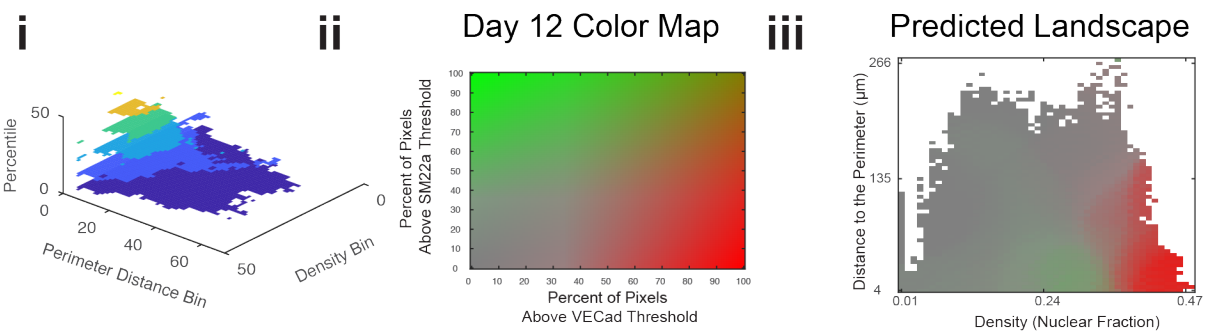 i
ii
iii
Day 12 Color Map
Predicted Landscape
Percentile
50
0
0
20
40
60
Perimeter Distance Bin
50
0
Density Bin
Percent of Pixels
Above SM22a Threshold
100
90
80
70
60
50
40
30
20
10
0
0 10 20 30 40 50 60 70 80 90 100
Percent of Pixels
Above VECad Threshold
Distance to the Perimeter (μm)
266
135
4
0.01 0.24 0.47
Density (Nuclear Fraction)